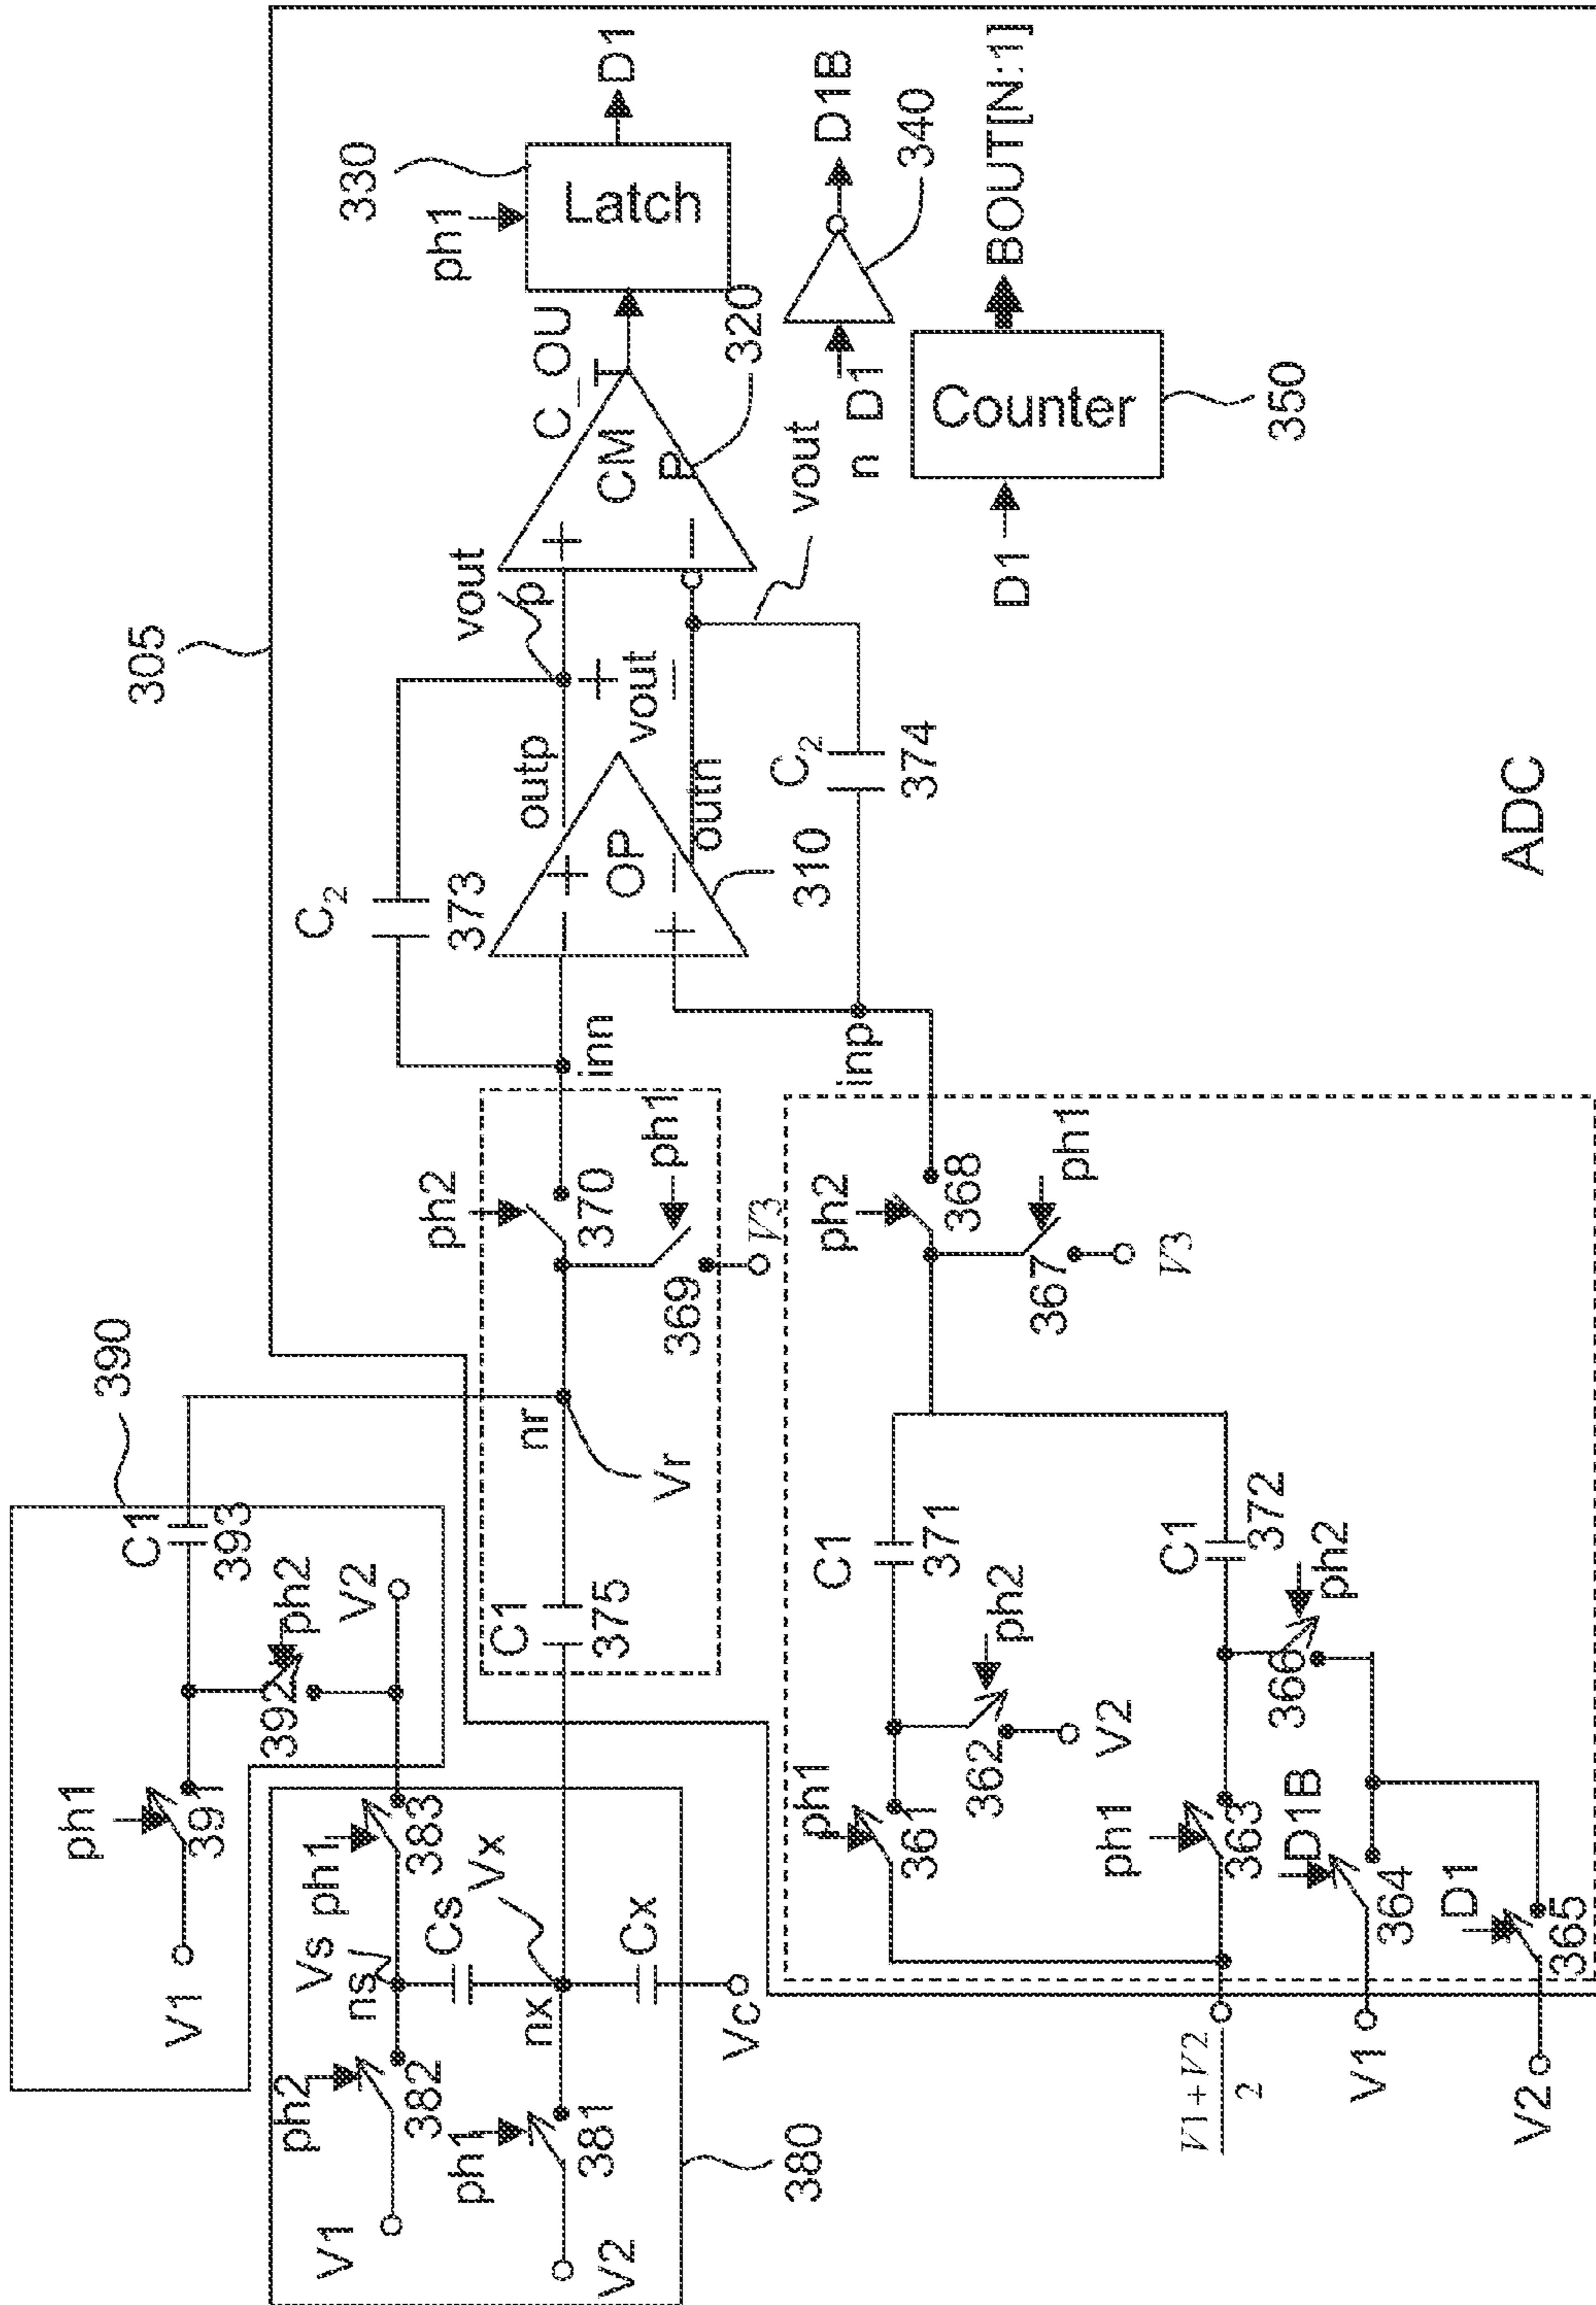 305
390
380
V1
ph1
391
C1
393
392
ph2
V2
ph2
382
V1
Vs
ns
ph1
383
Cs
Vx
nx
Cx
Vc
ph1
381
V2
C1
375
nr
Vr
ph2
370
ph1
369
V3
inn
inp
C2
373
OP
+
−
−
+
310
outp
outn
vout
p
+
vout
−
C2
374
vout
n
CM
P
+
−
320
C_OU
T
ph1
Latch
330
D1
D1
D1B
340
D1
Counter
BOUT[N:1]
350
ph1
361
362
ph2
V2
C1
371
ph1
363
C1
372
366
ph2
D1B
364
D1
365
V1+V2
2
V1
V2
ph2
368
ph1
367
V3
ADC